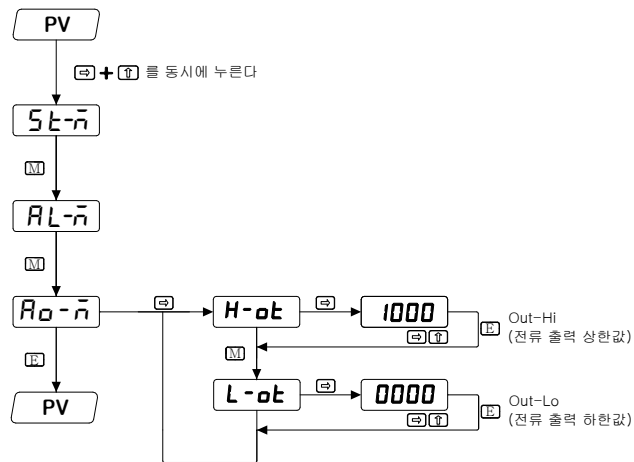 PV
⇨ + ⇧ 를 동시에 누른다
St-m̄
M
AL-m̄
M
Ao-m̄
⇨
H-ot
⇨
1000
⇨ ⇧
E
Out-Hi
(전류 출력 상한값)
M
E
L-ot
⇨
0000
⇨ ⇧
E
Out-Lo
(전류 출력 하한값)
PV